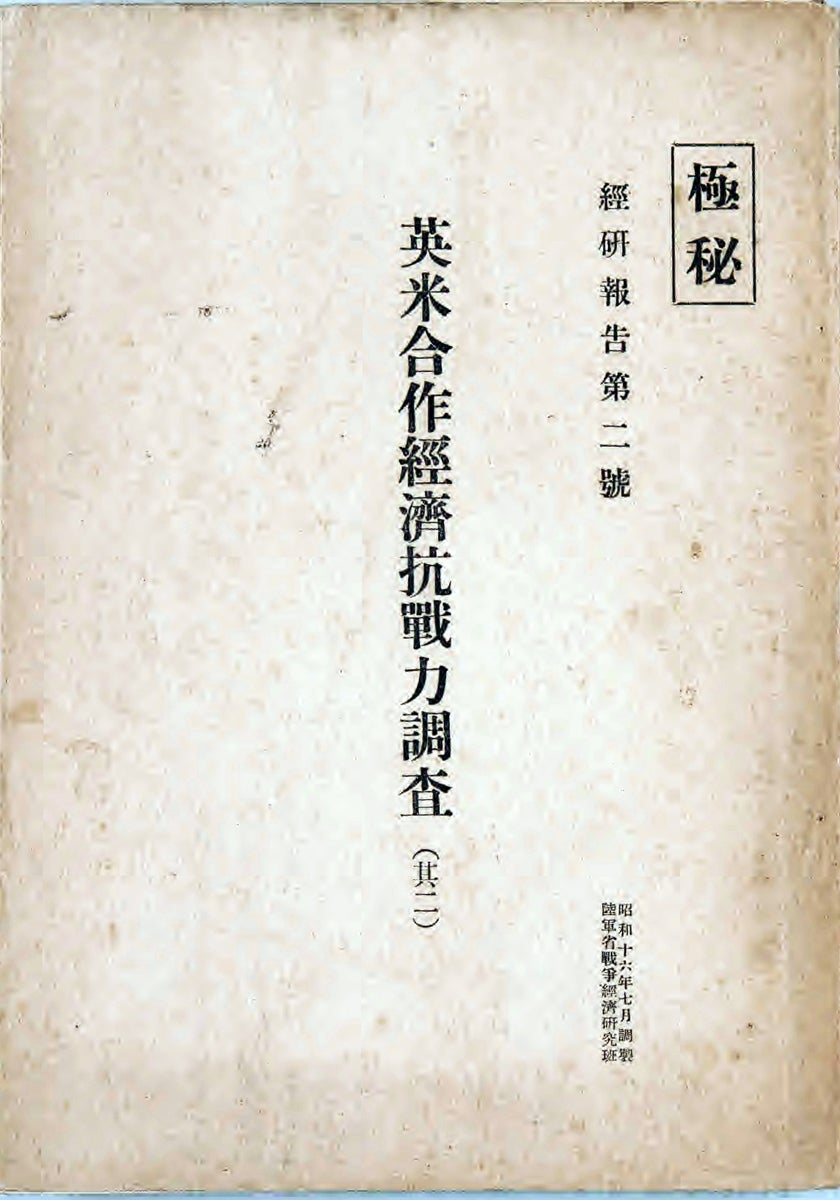 極秘
經研報告第二號
英米合作經濟抗戰力調査(其二)
昭和十六年七月調製
陸軍省戰爭經濟研究班